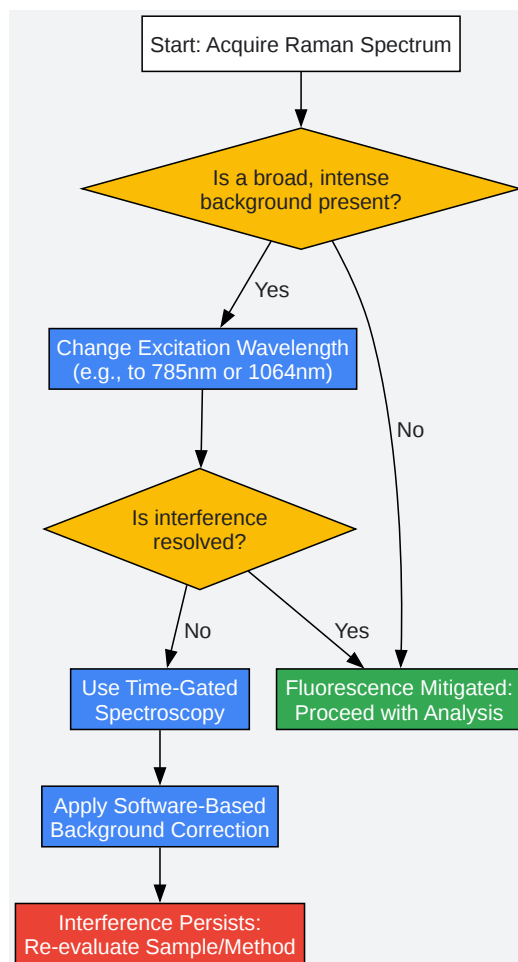 Start: Acquire Raman Spectrum
Is a broad, intense
background present?
Yes
Change Excitation Wavelength
(e.g., to 785nm or 1064nm)
No
Is interference
resolved?
No
Yes
Use Time-Gated
Spectroscopy
Fluorescence Mitigated:
Proceed with Analysis
Apply Software-Based
Background Correction
Interference Persists:
Re-evaluate Sample/Method